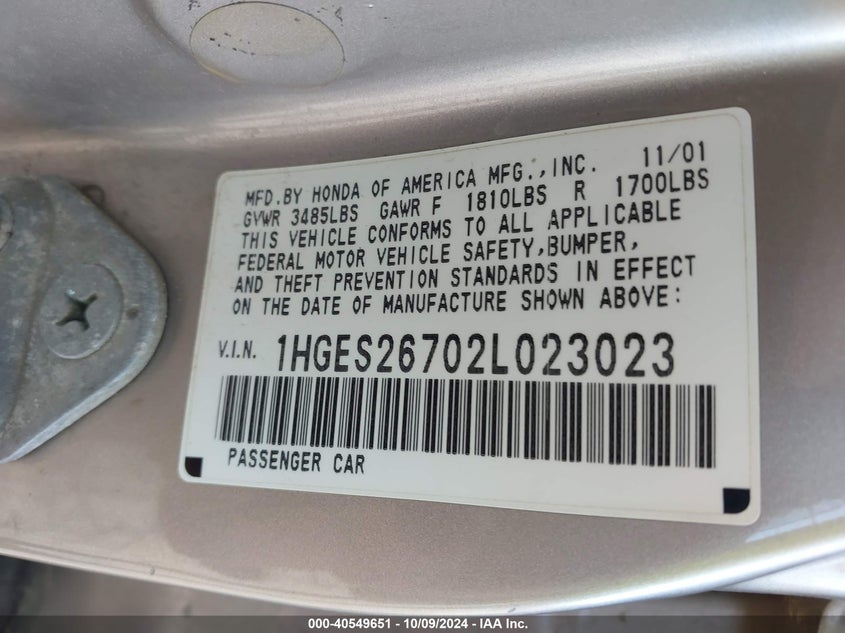 MFD.BY HONDA OF AMERICA MFG.,INC. 11/01
GVWR 3485LBS GAWR F 1810LBS R 1700LBS
THIS VEHICLE CONFORMS TO ALL APPLICABLE
FEDERAL MOTOR VEHICLE SAFETY,BUMPER,
AND THEFT PREVENTION STANDARDS IN EFFECT
ON THE DATE OF MANUFACTURE SHOWN ABOVE:
V.I.N. 1HGES26702L023023
PASSENGER CAR
000-40549651 - 10/09/2024 - IAA Inc.